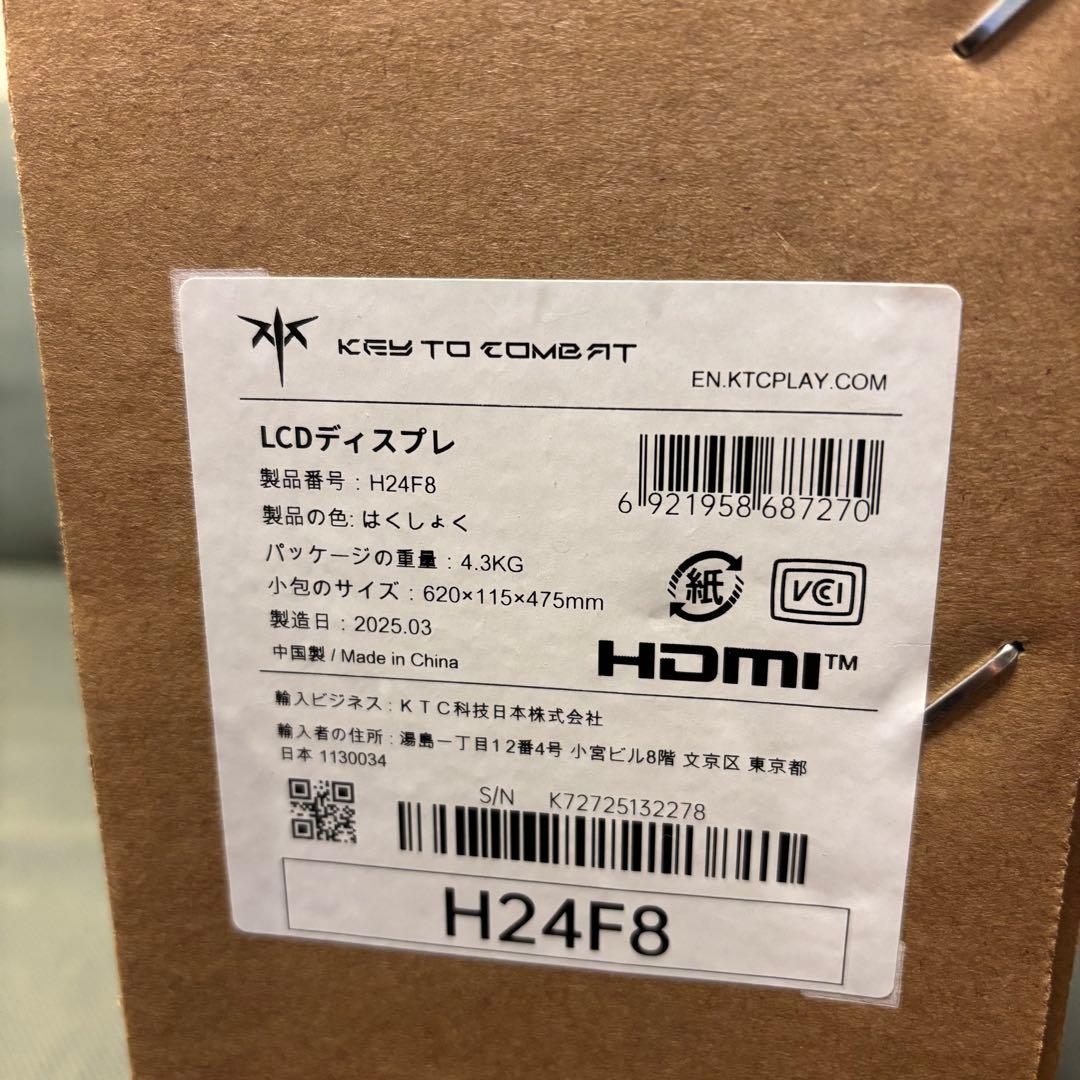 KEY TO COMBAT
EN.KTCPLAY.COM
LCDディスプレ
製品番号：H24F8
製品の色: はくしょく
パッケージの重量：4.3KG
小包のサイズ：620×115×475mm
製造日：2025.03
中国製 / Made in China
6 921958 687270
紙
VCCI
HDMI™
輸入ビジネス：ＫＴＣ科技日本株式会社
輸入者の住所：湯島一丁目12番4号 小宮ビル8階 文京区 東京都
日本 1130034
S/N K72725132278
H24F8